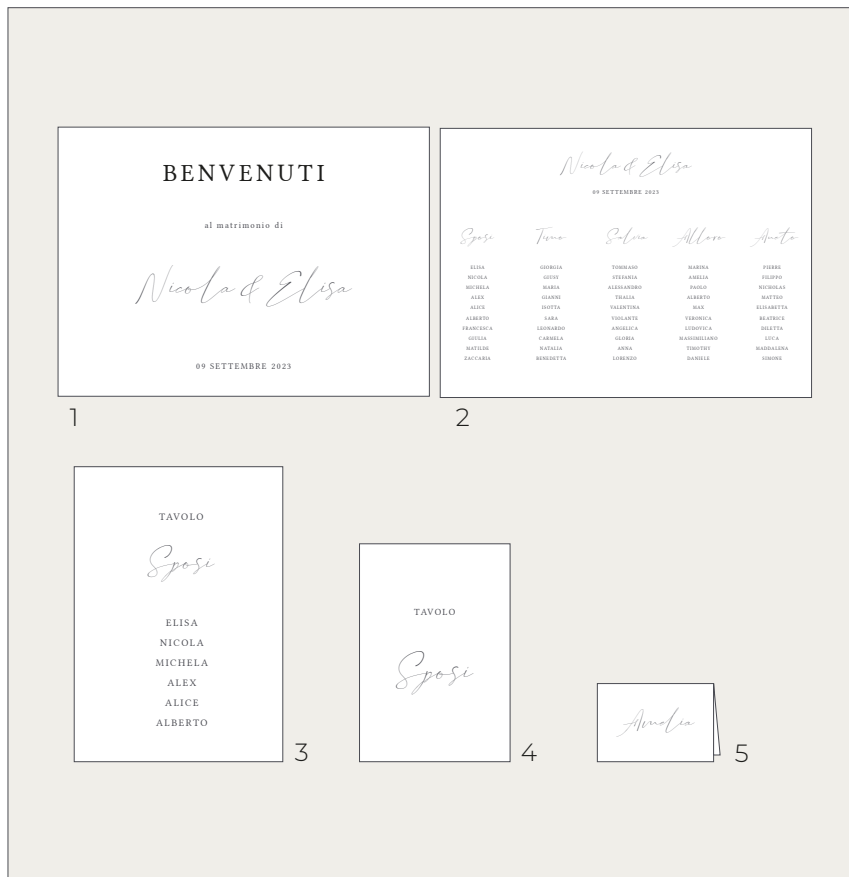 BENVENUTI
al matrimonio di
Nicola & Elisa
09 SETTEMBRE 2023
1
Nicola & Elisa
09 SETTEMBRE 2023
Sposi Timo Salvia Alloro Aneto
ELISA GIORGIA TOMMASO MARINA PIERRE
NICOLA GIUSY STEFANIA AMELIA FILIPPO
MICHELA MARIA ALESSANDRO PAOLO NICHOLAS
ALEX GIANNI THALIA ALBERTO MATTEO
ALICE ISOTTA VALENTINA MAX ELISABETTA
ALBERTO SARA VIOLANTE VERONICA BEATRICE
FRANCESCA LEONARDO ANGELICA LUDOVICA DILETTA
GIULIA CARMELA GLORIA MASSIMILIANO LUCA
MATILDE NATALIA ANNA TIMOTHY MADDALENA
ZACCARIA BENEDETTA LORENZO DANIELE SIMONE
2
TAVOLO
Sposi
ELISA
NICOLA
MICHELA
ALEX
ALICE
ALBERTO
3
TAVOLO
Sposi
4
Amelia
5